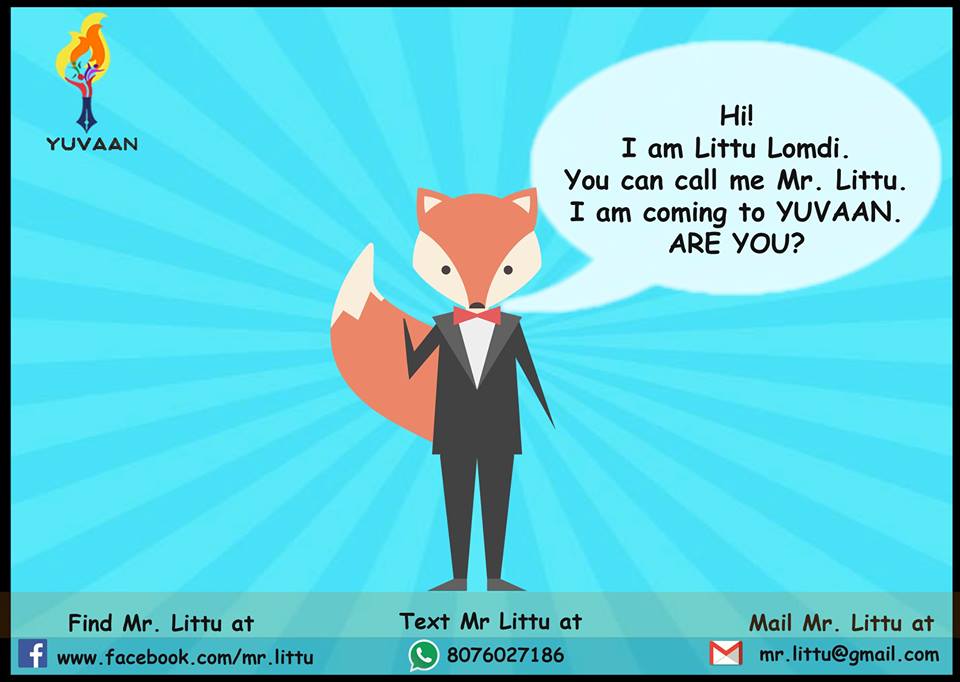 YUVAAN
Hi!
I am Littu Lomdi.
You can call me Mr. Littu.
I am coming to YUVAAN.
ARE YOU?
Find Mr. Littu at
www.facebook.com/mr.littu
Text Mr Littu at
8076027186
Mail Mr. Littu at
mr.littu@gmail.com